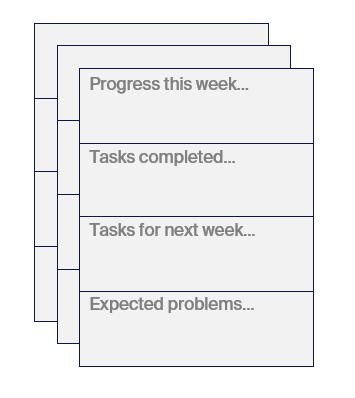 Progress this week...
Tasks completed...
Tasks for next week...
Expected problems...